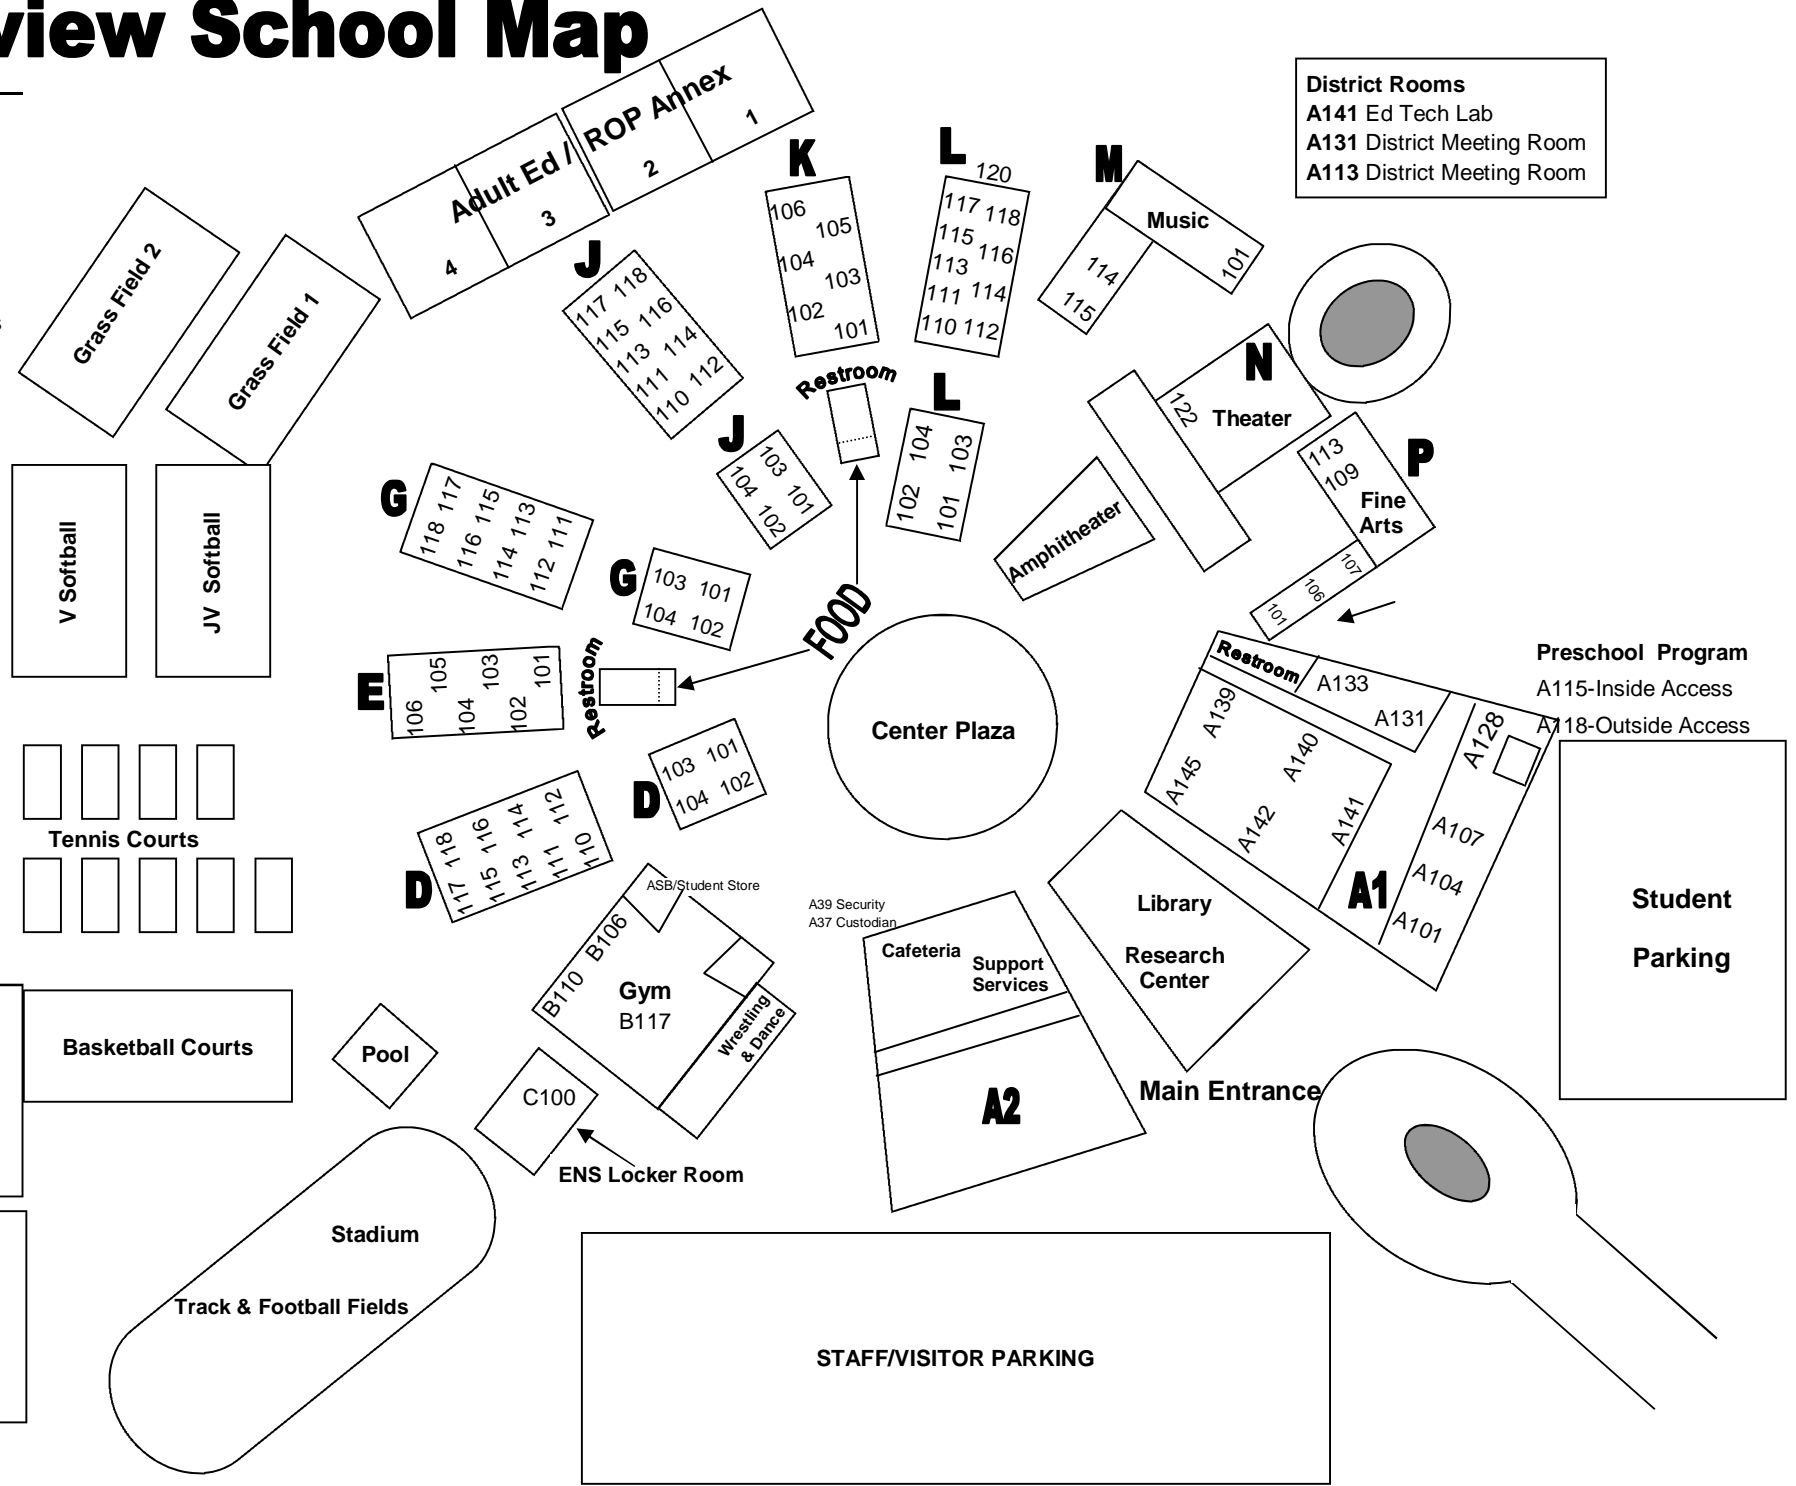 view School Map
District Rooms
A141 Ed Tech Lab
A131 District Meeting Room
A113 District Meeting Room
Adult Ed / ROP Annex
1
2
3
4
Grass Field 2
Grass Field 1
V Softball
JV Softball
J
117 118
115 116
113 114
111 112
110
K
106
105
104
103
102
101
L
120
117 118
115 116
113 114
111
110 112
M
Music
101
114
115
N
122
Theater
P
113
109
Fine
Arts
107
106
101
Restroom
J
103
104 101
102
L
104 103
102 101
Amphitheater
G
118 117
116 115
114 113
112 111
G
103 101
104 102
FOOD
E
106 105
104 103
102 101
Restroom
D
103 101
104 102
D
117 118
115 116
113 114
111 112
110
Center Plaza
Restroom
A133
A131
A139
A145
A140
A142
A141
A128
A107
A104
A101
A1
Preschool Program
A115-Inside Access
A118-Outside Access
Student
Parking
Tennis Courts
Basketball Courts
Pool
ASB/Student Store
B106
B110
Gym
B117
Wrestling
& Dance
C100
ENS Locker Room
A39 Security
A37 Custodian
Cafeteria
Support
Services
A2
Library
Research
Center
Main Entrance
Stadium
Track & Football Fields
STAFF/VISITOR PARKING